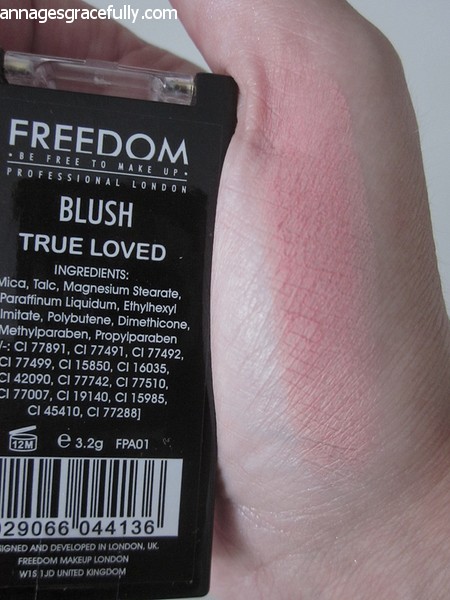 annagesgracefully.com
FREEDOM
• BE FREE TO MAKE UP •
PROFESSIONAL LONDON
BLUSH
TRUE LOVED
INGREDIENTS:
Mica, Talc, Magnesium Stearate,
Paraffinum Liquidum, Ethylhexyl
lmitate, Polybutene, Dimethicone,
Methylparaben, Propylparaben
/-: CI 77891, CI 77491, CI 77492,
CI 77499, CI 15850, CI 16035,
CI 42090, CI 77742, CI 77510,
CI 77007, CI 19140, CI 15985,
CI 45410, CI 77288]
12M e 3.2g FPA01
029066 044136
SIGNED AND DEVELOPED IN LONDON, UK.
FREEDOM MAKEUP LONDON
W1S 1JD UNITED KINGDOM